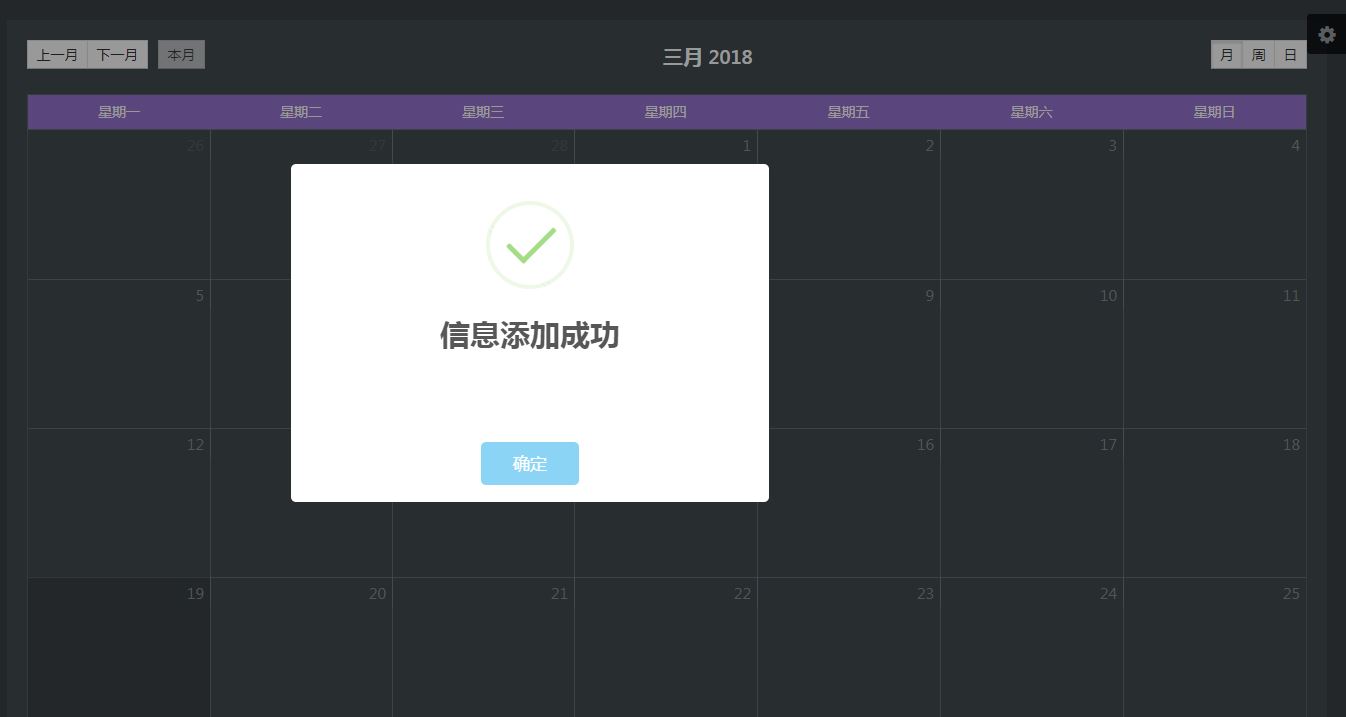 上一月 下一月 本月 三月 2018 月 周 日
星期一 星期二 星期三 星期四 星期五 星期六 星期日
26 27 28 1 2 3 4
信息添加成功
5 9 10 11
12 16 17 18
确定
19 20 21 22 23 24 25